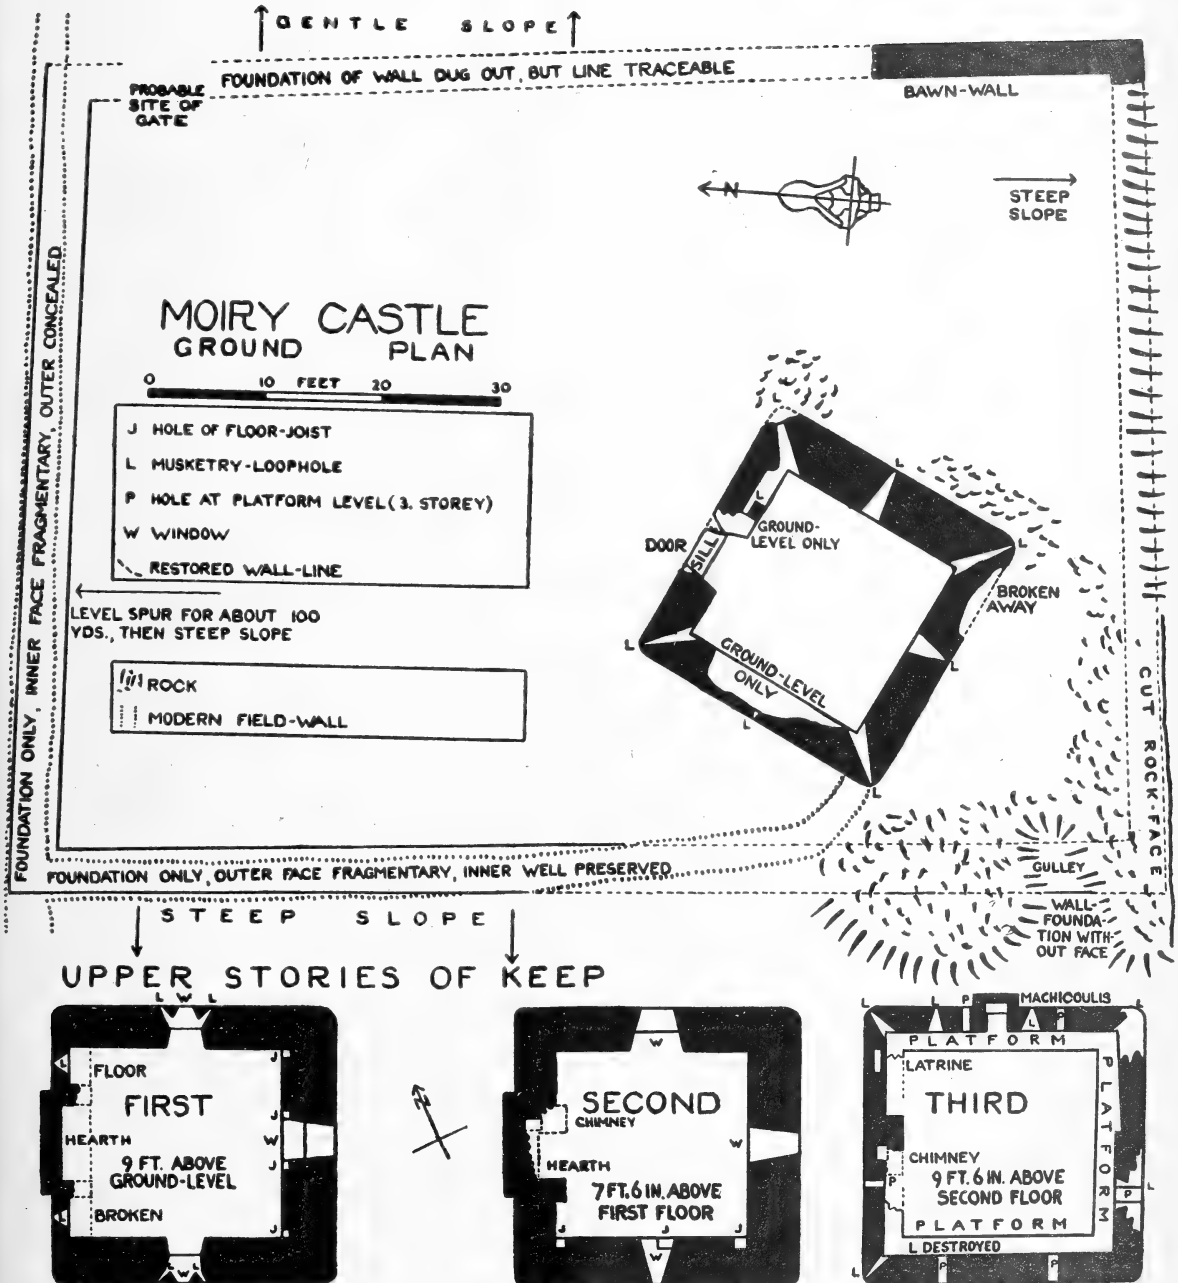 GENTLE SLOPE
FOUNDATION OF WALL DUG OUT, BUT LINE TRACEABLE
PROBABLE
SITE OF
GATE
BAWN-WALL
N
STEEP
SLOPE
FOUNDATION ONLY, INNER FACE FRAGMENTARY, OUTER CONCEALED
MOIRY CASTLE
GROUND PLAN
0 10 FEET 20 30
J HOLE OF FLOOR-JOIST
L MUSKETRY-LOOPHOLE
P HOLE AT PLATFORM LEVEL (3. STOREY)
W WINDOW
RESTORED WALL-LINE
LEVEL SPUR FOR ABOUT 100
YDS., THEN STEEP SLOPE
ROCK
MODERN FIELD-WALL
L
L
L
GROUND-
LEVEL ONLY
DOOR
SILL
L
BROKEN
AWAY
L
L
GROUND-LEVEL
ONLY
L
L
CUT ROCK-FACE
GULLEY
WALL-
FOUNDA-
TION WITH-
OUT FACE
FOUNDATION ONLY, OUTER FACE FRAGMENTARY, INNER WELL PRESERVED
STEEP SLOPE
UPPER STORIES OF KEEP
L W L
L
J
FLOOR
FIRST
J
HEARTH
W
J
9 FT. ABOVE
GROUND-LEVEL
L
BROKEN
J
L W L
N
W
SECOND
CHIMNEY
W
HEARTH
7 FT. 6 IN. ABOVE
FIRST FLOOR
J
J
J
L
W
L
L
P
MACHICOULIS
L
L
P
PLATFORM
LATRINE
PLATFORM
THIRD
CHIMNEY
P
9 FT. 6 IN. ABOVE
SECOND FLOOR
P
L
PLATFORM
L DESTROYED
L
P
P